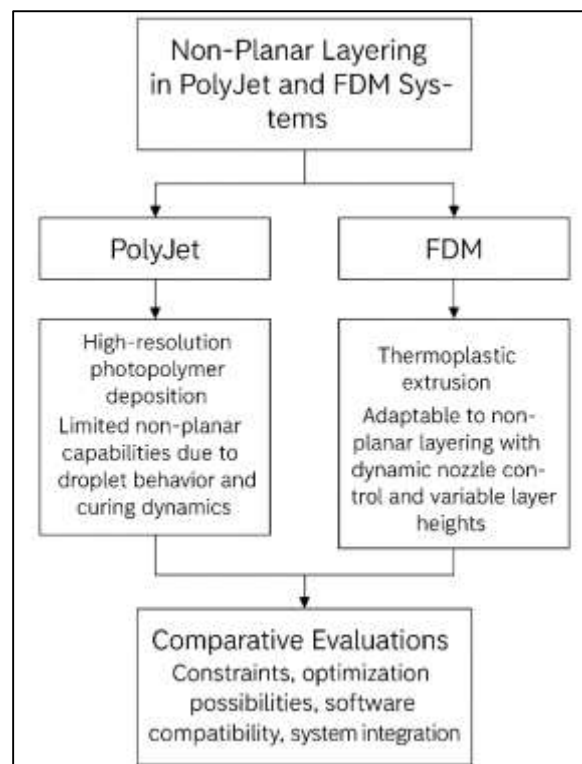 Non-Planar Layering
in PolyJet and FDM Sys-
tems
PolyJet
FDM
High-resolution
photopolymer
deposition
Limited non-planar
capabilities due to
droplet behavior and
curing dynamics
Thermoplastic
extrusion
Adaptable to non-
planar layering with
dynamic nozzle con-
trol and variable layer
heights
Comparative Evaluations
Constraints, optimization
possibilities, software
compatibility, system integration